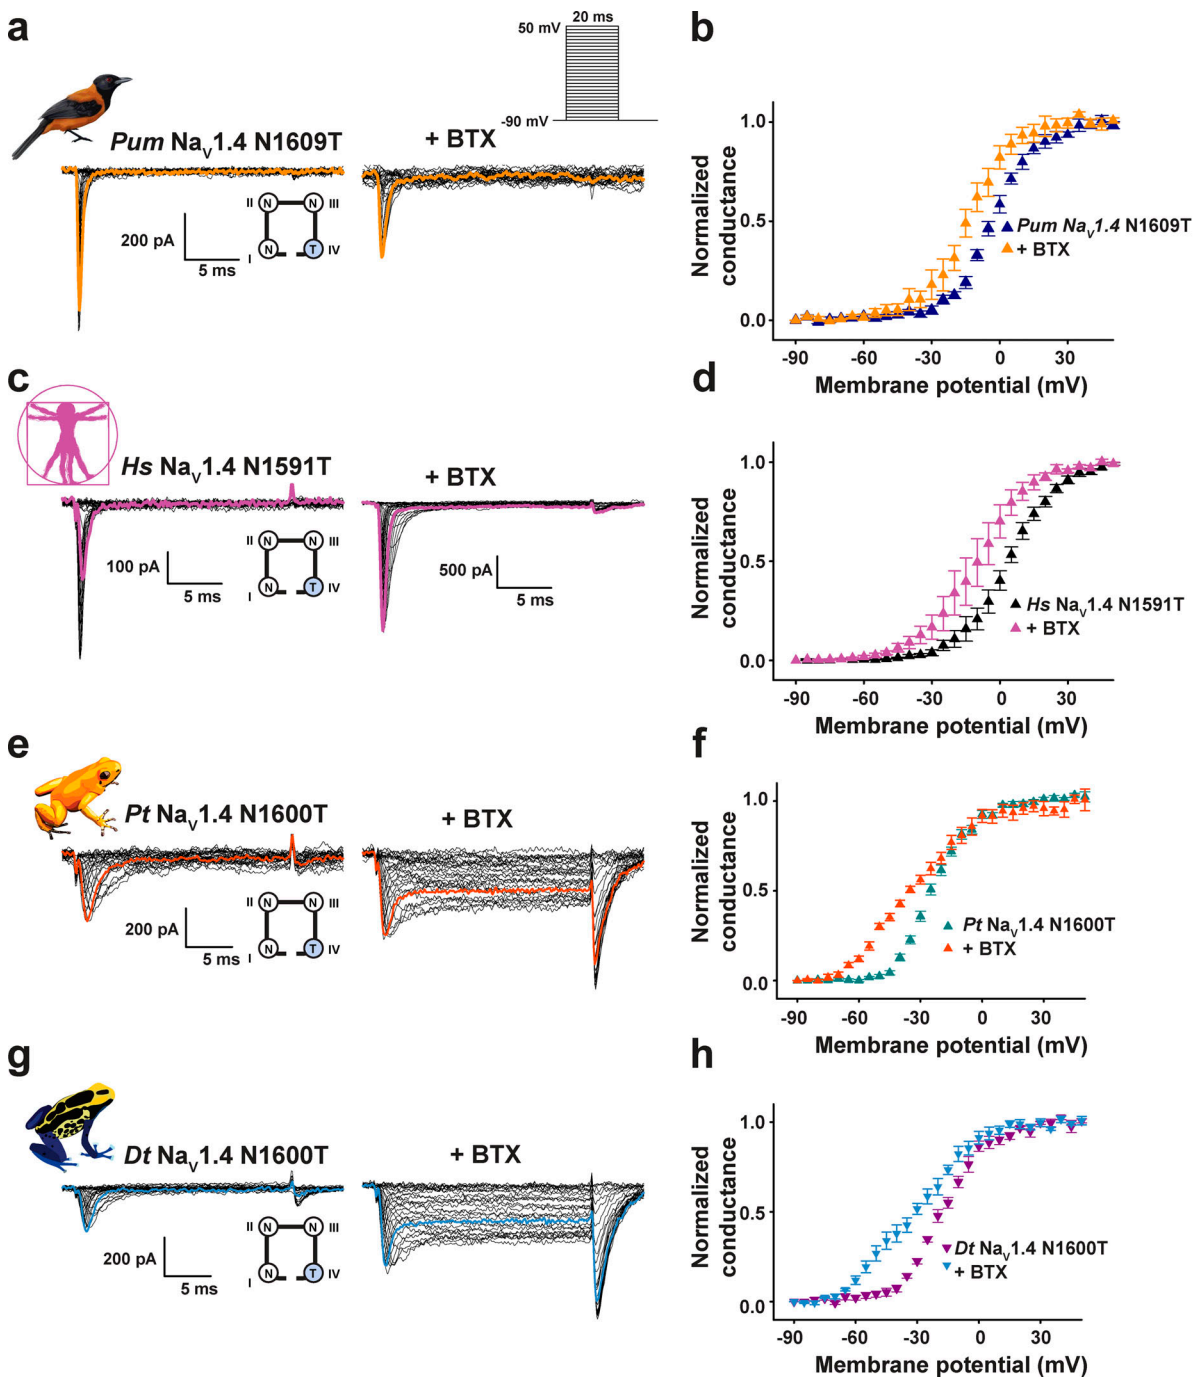 a
20 ms
50 mV
-90 mV
Pum NaV1.4 N1609T
+ BTX
II N N III
200 pA
5 ms
N T IV
I
b
Normalized conductance
1.0
0.5
0.0
Pum NaV1.4 N1609T
+ BTX
-90 -60 -30 0 30
Membrane potential (mV)
c
Hs NaV1.4 N1591T
+ BTX
II N N III
100 pA
5 ms
N T IV
I
500 pA
5 ms
d
Normalized conductance
1.0
0.5
0.0
Hs NaV1.4 N1591T
+ BTX
-90 -60 -30 0 30
Membrane potential (mV)
e
Pt NaV1.4 N1600T
+ BTX
II N N III
200 pA
5 ms
N T IV
I
f
Normalized conductance
1.0
0.5
0.0
Pt NaV1.4 N1600T
+ BTX
-90 -60 -30 0 30
Membrane potential (mV)
g
Dt NaV1.4 N1600T
+ BTX
II N N III
200 pA
5 ms
N T IV
I
h
Normalized conductance
1.0
0.5
0.0
Dt NaV1.4 N1600T
+ BTX
-90 -60 -30 0 30
Membrane potential (mV)